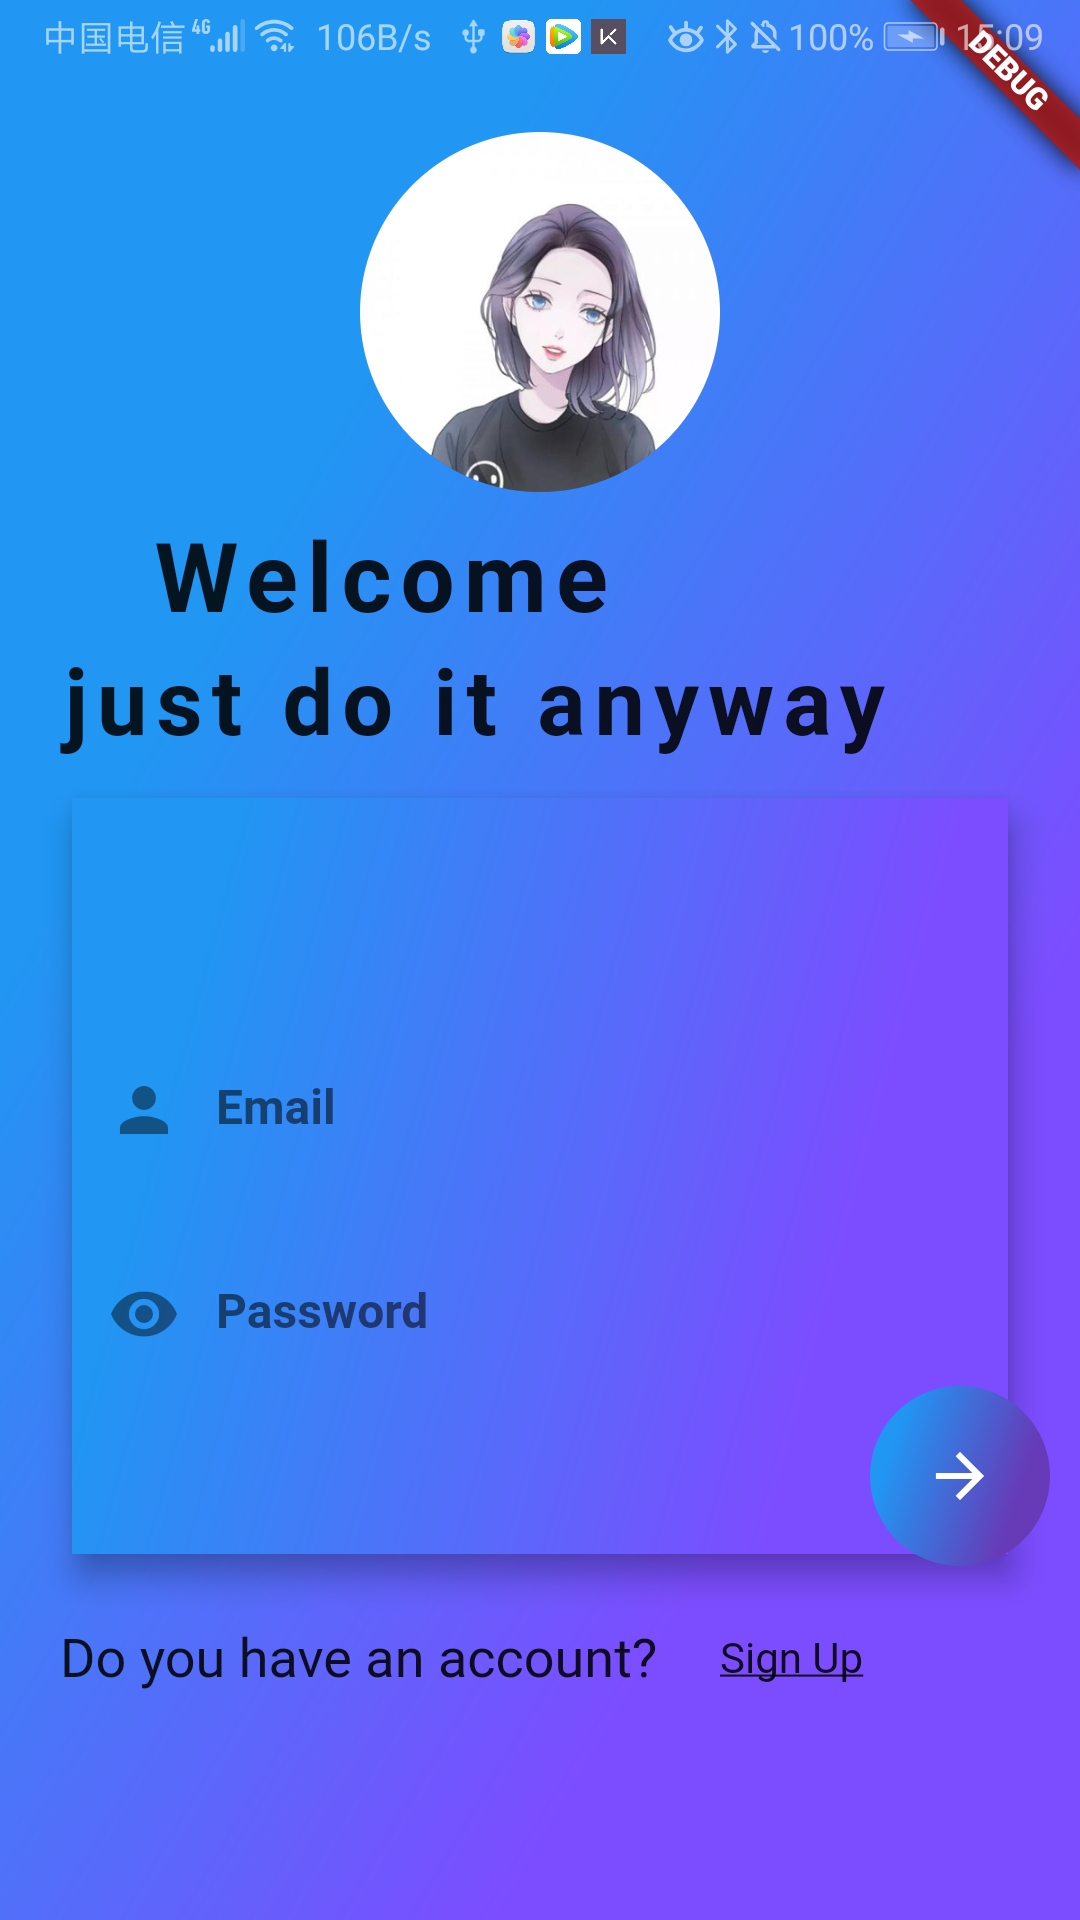 中国电信 4G 106B/s 100% 15:09
DEBUG
Welcome
just do it anyway
Email
Password
Do you have an account? Sign Up